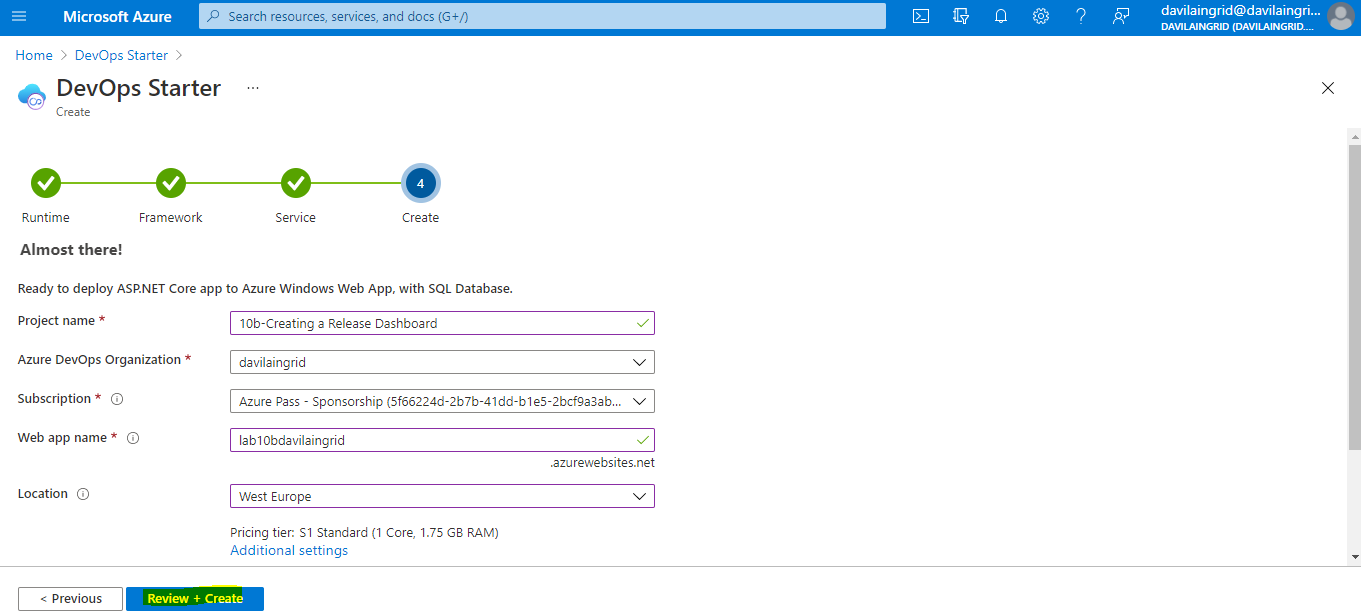 Microsoft Azure
Search resources, services, and docs (G+/)
davilaingrid@davilaingri...
DAVILAINGRID (DAVILAINGRID....
Home > DevOps Starter >
DevOps Starter ...
Create
4
Runtime Framework Service Create
Almost there!
Ready to deploy ASP.NET Core app to Azure Windows Web App, with SQL Database.
Project name * 10b-Creating a Release Dashboard
Azure DevOps Organization * davilaingrid
Subscription * Azure Pass - Sponsorship (5f66224d-2b7b-41dd-b1e5-2bcf9a3ab...
Web app name * lab10bdavilaingrid
.azurewebsites.net
Location West Europe
Pricing tier: S1 Standard (1 Core, 1.75 GB RAM)
Additional settings
< Previous Review + Create